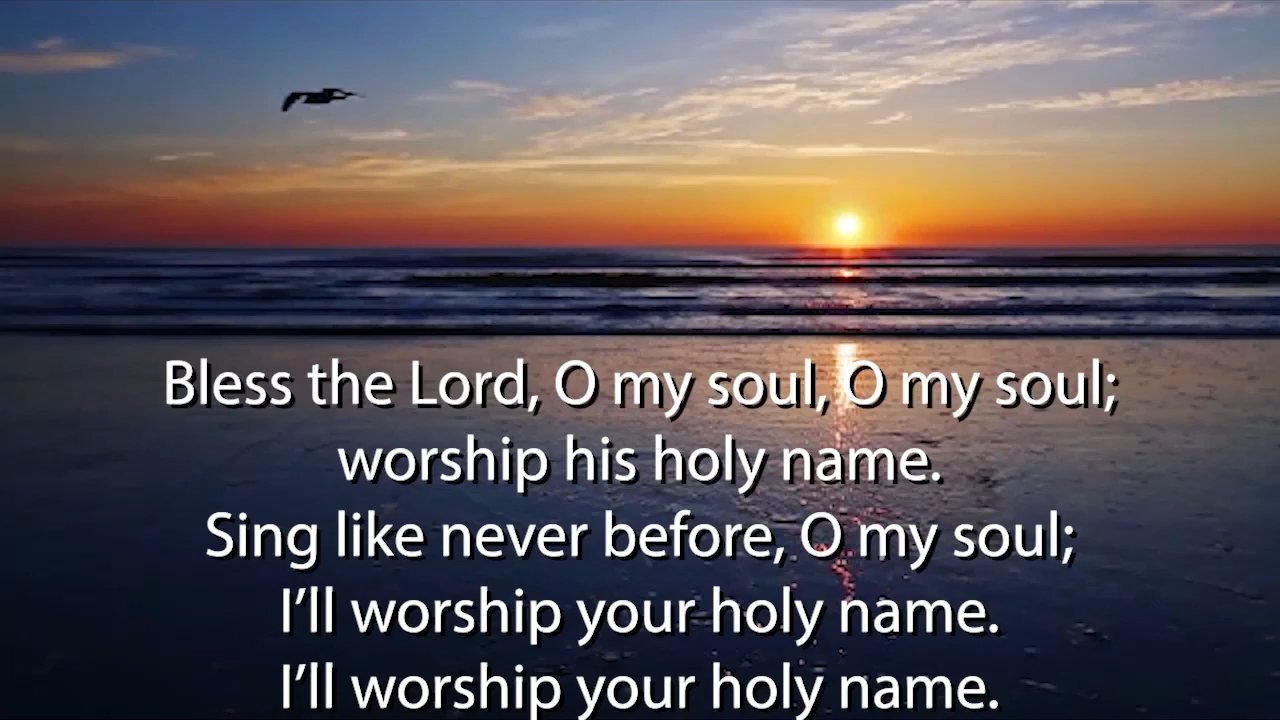 Bless the Lord, O my soul, O my soul;
worship his holy name.
Sing like never before, O my soul;
I’ll worship your holy name.
I’ll worship your holy name.